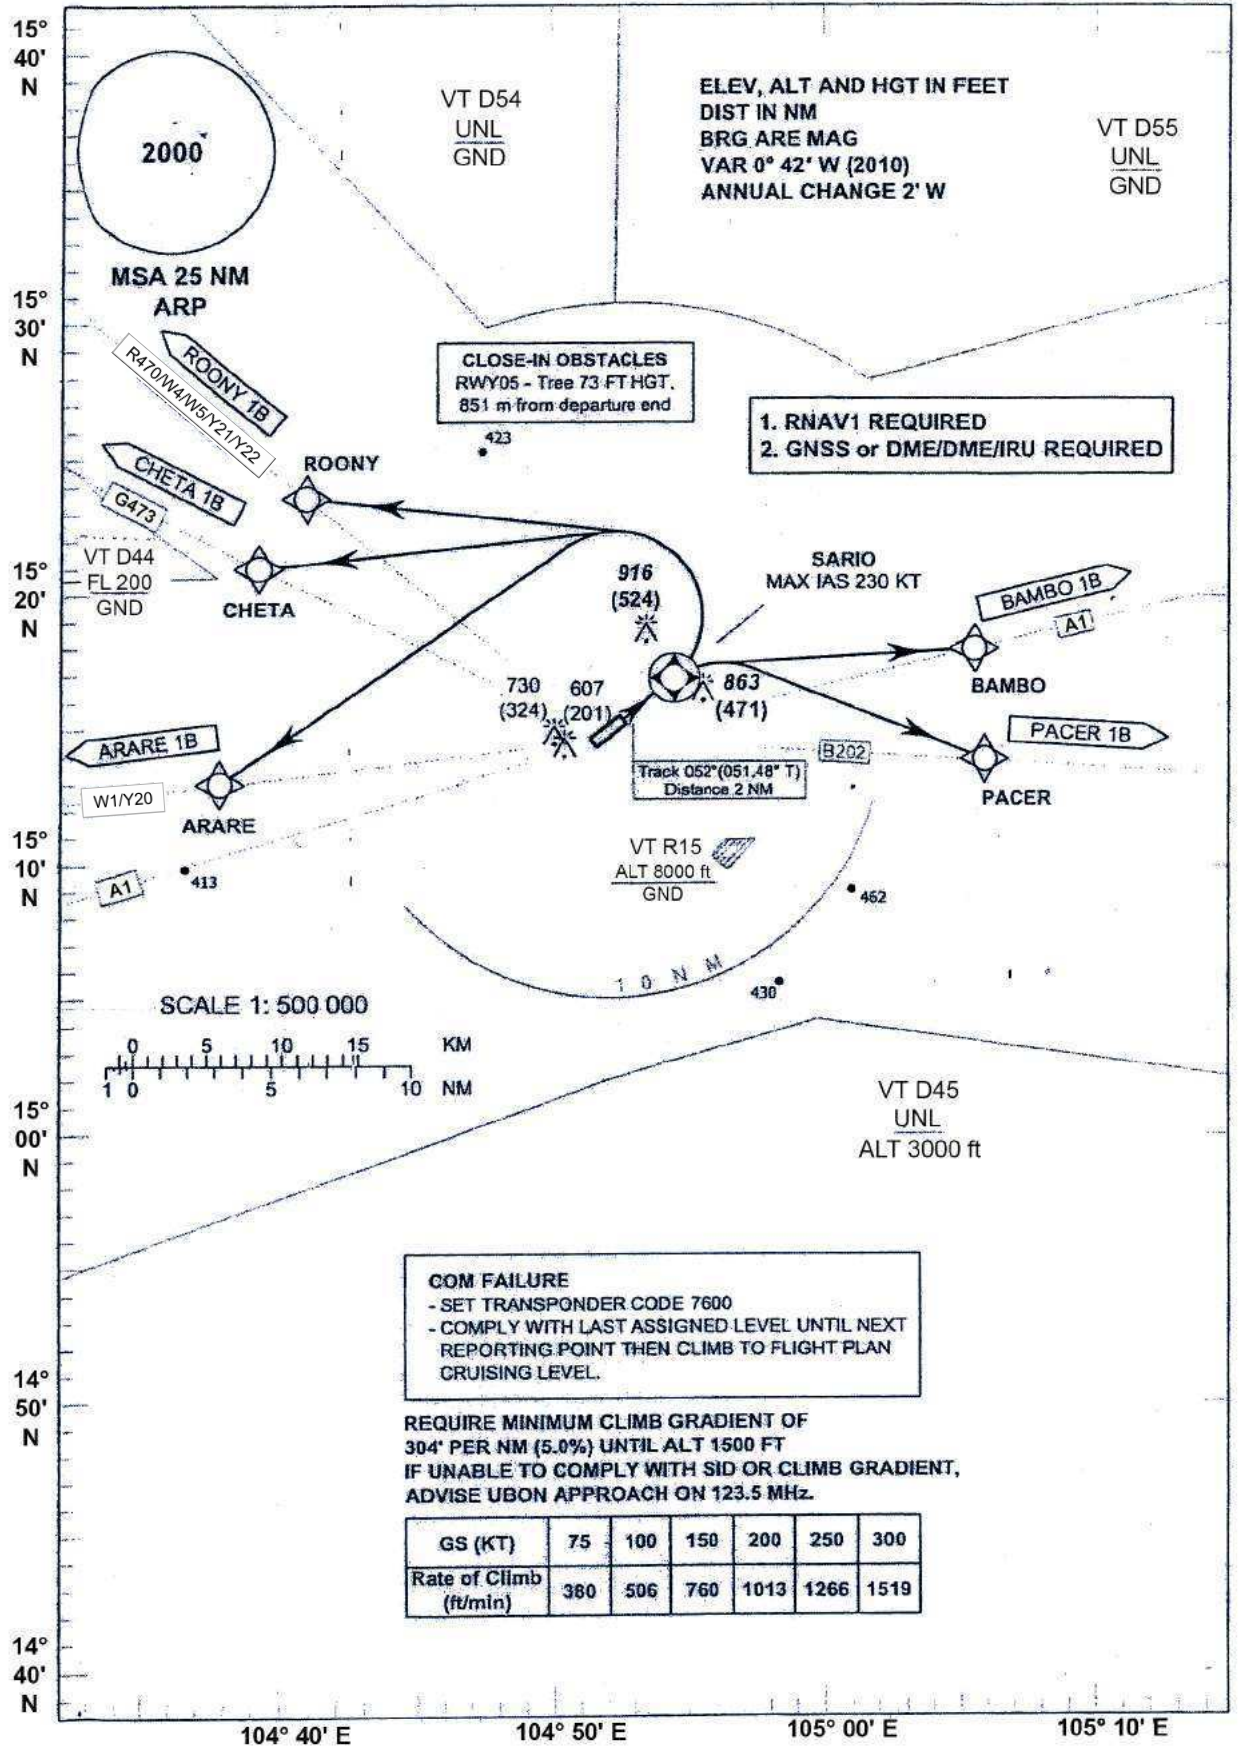 15°
40'
N
2000
MSA 25 NM
ARP
VT D54
UNL
GND
ELEV, ALT AND HGT IN FEET
DIST IN NM
BRG ARE MAG
VAR 0° 42' W (2010)
ANNUAL CHANGE 2' W
VT D55
UNL
GND
15°
30'
N
ROONY 1B
R470/W4/W5/Y21/Y22
CHETA 1B
G473
CLOSE-IN OBSTACLES
RWY05 - Tree 73 FT HGT.
851 m from departure end
423
1. RNAV1 REQUIRED
2. GNSS or DME/DME/IRU REQUIRED
ROONY
VT D44
FL 200
GND
CHETA
15°
20'
N
916
(524)
SARIO
MAX IAS 230 KT
BAMBO 1B
A1
BAMBO
730
(324)
607
(201)
863
(471)
ARARE 1B
W1/Y20
ARARE
Track 052°(051.48° T)
Distance 2 NM
B202
PACER 1B
PACER
15°
10'
N
A1
413
VT R15
ALT 8000 ft
GND
462
10 NM
430
SCALE 1: 500 000
0 5 10 15 KM
1 0 5 10 NM
15°
00'
N
VT D45
UNL
ALT 3000 ft
COM FAILURE
- SET TRANSPONDER CODE 7600
- COMPLY WITH LAST ASSIGNED LEVEL UNTIL NEXT
REPORTING POINT THEN CLIMB TO FLIGHT PLAN
CRUISING LEVEL.
14°
50'
N
REQUIRE MINIMUM CLIMB GRADIENT OF
304' PER NM (5.0%) UNTIL ALT 1500 FT
IF UNABLE TO COMPLY WITH SID OR CLIMB GRADIENT,
ADVISE UBON APPROACH ON 123.5 MHz.
GS (KT) 75 100 150 200 250 300
Rate of Climb
(ft/min) 380 506 760 1013 1266 1519
14°
40'
N
104° 40' E 104° 50' E 105° 00' E 105° 10' E